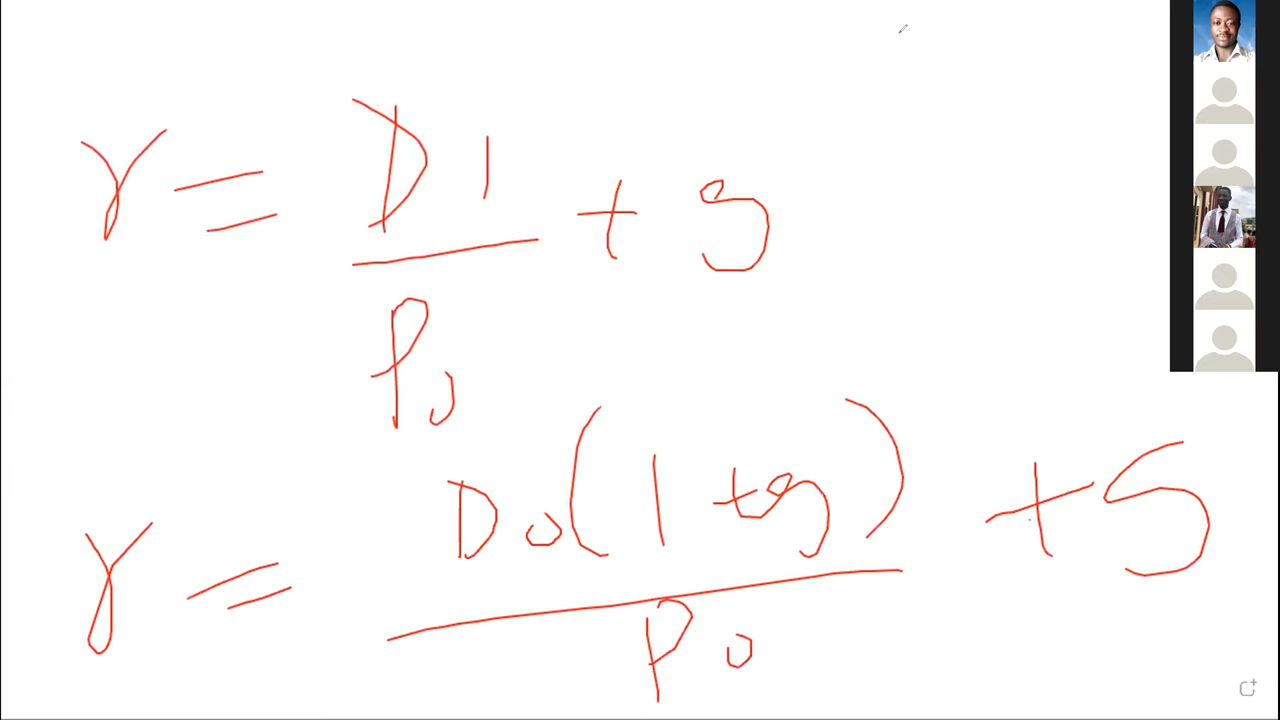 r = D1/P0 + g
r = D0(1+g)/P0 + g